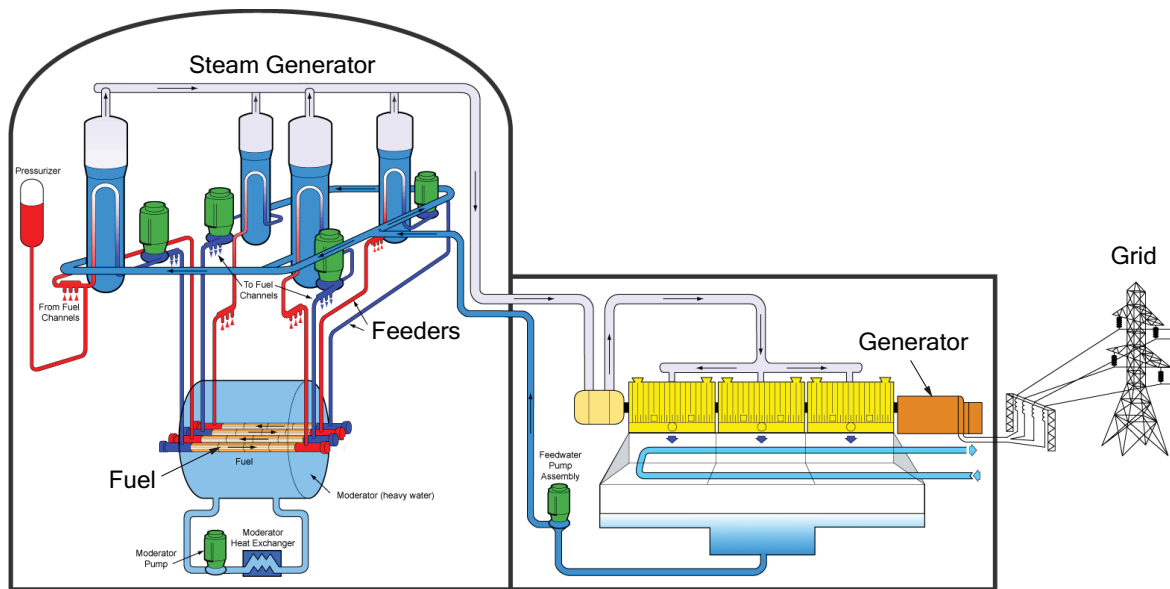 Steam Generator
Pressurizer
From Fuel
Channels
To Fuel
Channels
Feeders
Grid
Generator
Fuel
Fuel
Moderator (heavy water)
Feedwater
Pump
Assembly
Moderator
Heat Exchanger
Moderator
Pump